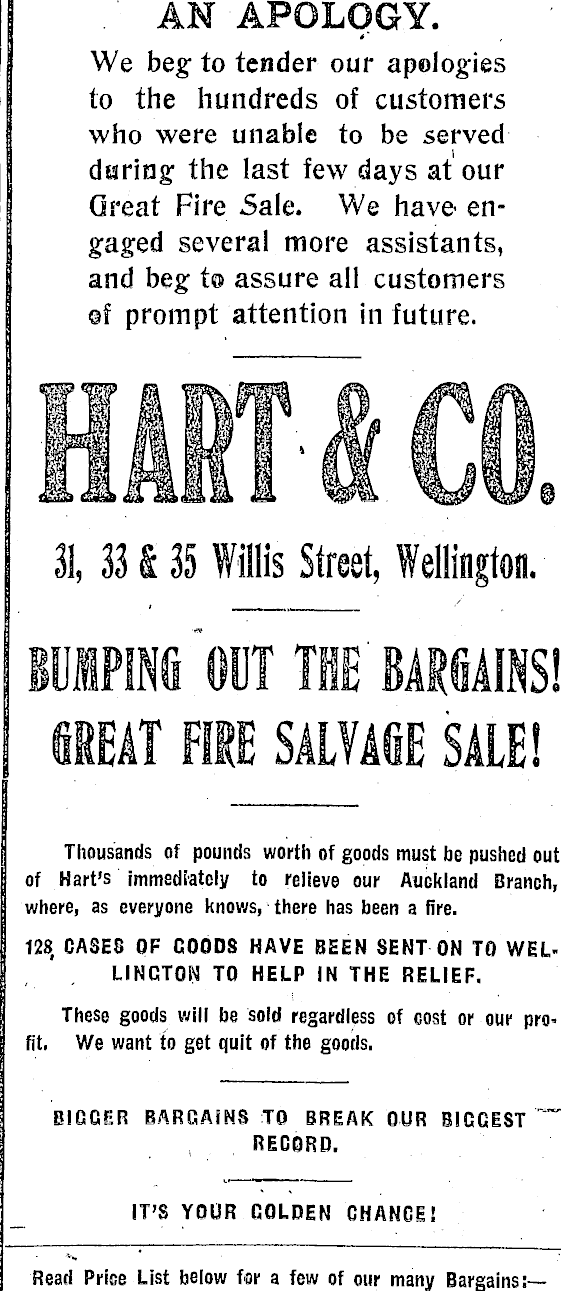 AN APOLOGY.
We beg to tender our apologies
to the hundreds of customers
who were unable to be served
during the last few days at our
Great Fire Sale. We have en-
gaged several more assistants,
and beg to assure all customers
of prompt attention in future.
HART & CO.
31, 33 & 35 Willis Street, Wellington.
BUMPING OUT THE BARGAINS!
GREAT FIRE SALVAGE SALE!
Thousands of pounds worth of goods must be pushed out
of Hart's immediately to relieve our Auckland Branch,
where, as everyone knows, there has been a fire.
128 CASES OF GOODS HAVE BEEN SENT ON TO WEL-
LINGTON TO HELP IN THE RELIEF.
These goods will be sold regardless of cost or our pro-
fit. We want to get quit of the goods.
BIGGER BARGAINS TO BREAK OUR BIGGEST
RECORD.
IT'S YOUR GOLDEN CHANCE!
Read Price List below for a few of our many Bargains:—